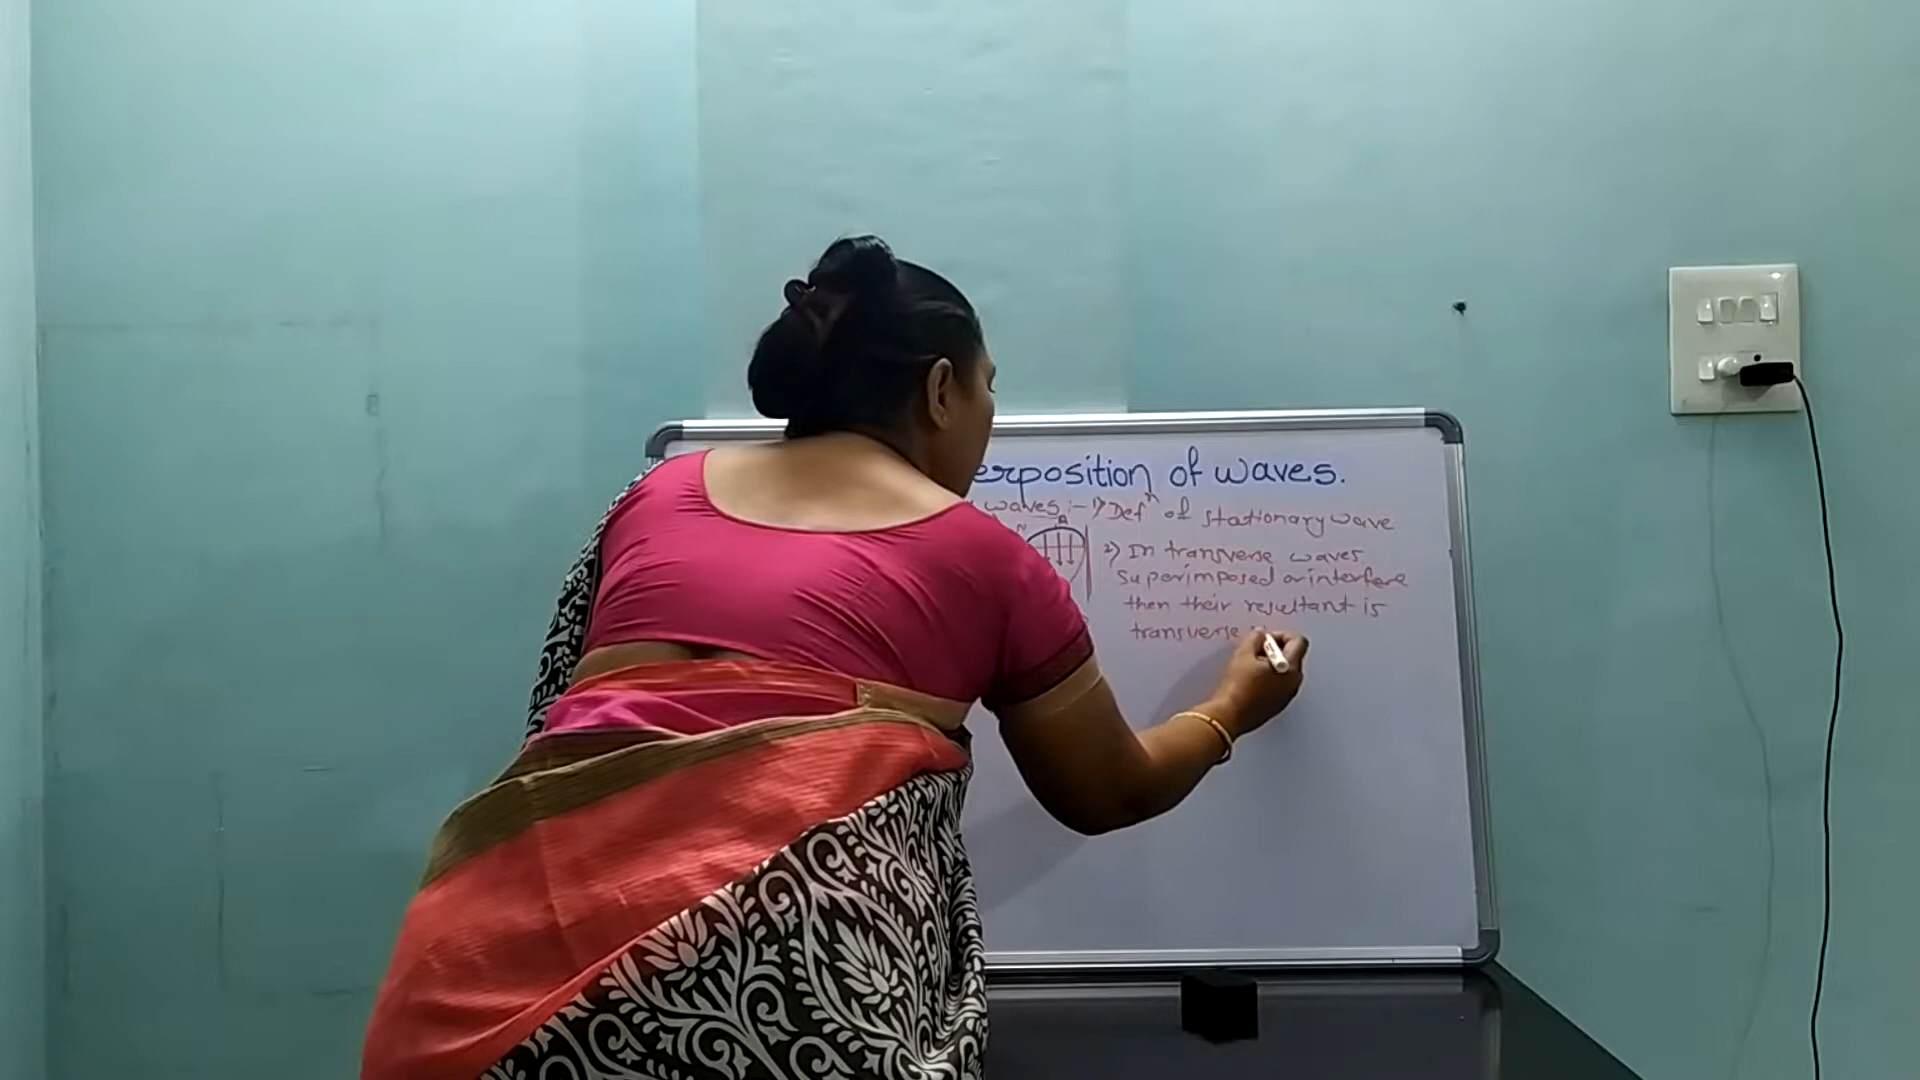 erposition of waves.
waves :- 1) Defⁿ of stationary wave
N A
2) In transverse waves
superimposed or interfere
then their resultant is
transverse